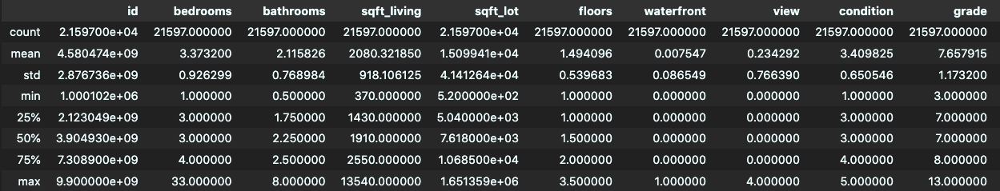 id bedrooms bathrooms sqft_living sqft_lot floors waterfront view condition grade
count 2.159700e+04 21597.000000 21597.000000 21597.000000 2.159700e+04 21597.000000 21597.000000 21597.000000 21597.000000 21597.000000
mean 4.580474e+09 3.373200 2.115826 2080.321850 1.509941e+04 1.494096 0.007547 0.234292 3.409825 7.657915
std 2.876736e+09 0.926299 0.768984 918.106125 4.141264e+04 0.539683 0.086549 0.766390 0.650546 1.173200
min 1.000102e+06 1.000000 0.500000 370.000000 5.200000e+02 1.000000 0.000000 0.000000 1.000000 3.000000
25% 2.123049e+09 3.000000 1.750000 1430.000000 5.040000e+03 1.000000 0.000000 0.000000 3.000000 7.000000
50% 3.904930e+09 3.000000 2.250000 1910.000000 7.618000e+03 1.500000 0.000000 0.000000 3.000000 7.000000
75% 7.308900e+09 4.000000 2.500000 2550.000000 1.068500e+04 2.000000 0.000000 0.000000 4.000000 8.000000
max 9.900000e+09 33.000000 8.000000 13540.000000 1.651359e+06 3.500000 1.000000 4.000000 5.000000 13.000000